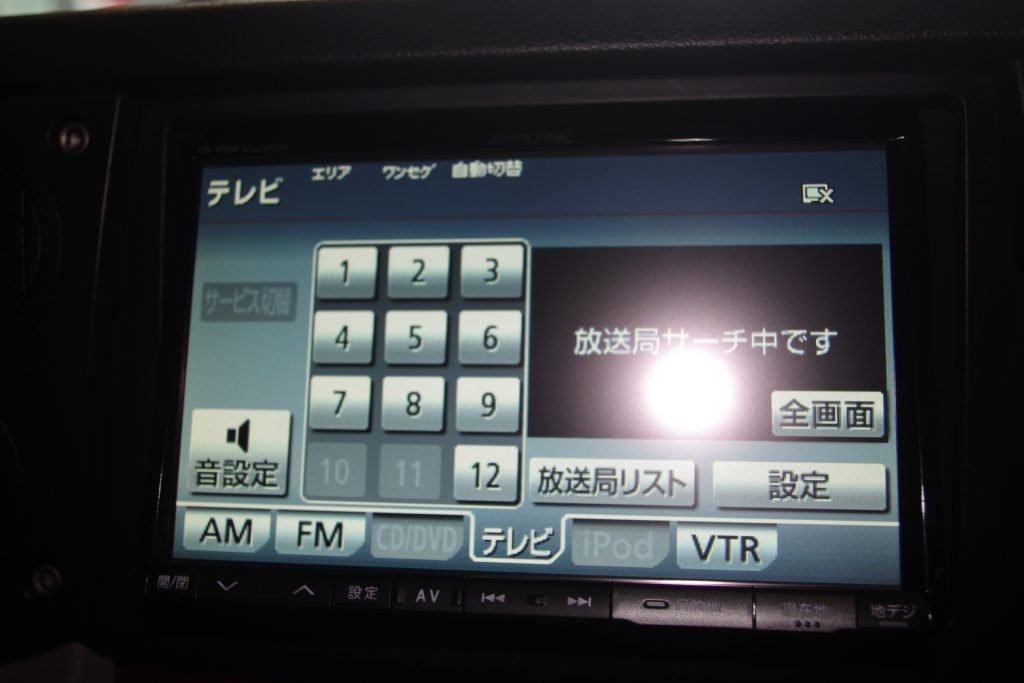 ALPINE
テレビ
エリア ワンセグ 自動切替
サービス切替
1 2 3
4 5 6
7 8 9
10 11 12
放送局サーチ中です
全画面
音設定
放送局リスト 設定
AM FM CD/DVD テレビ iPod VTR
開/閉 設定 AV 現在地 地デジ